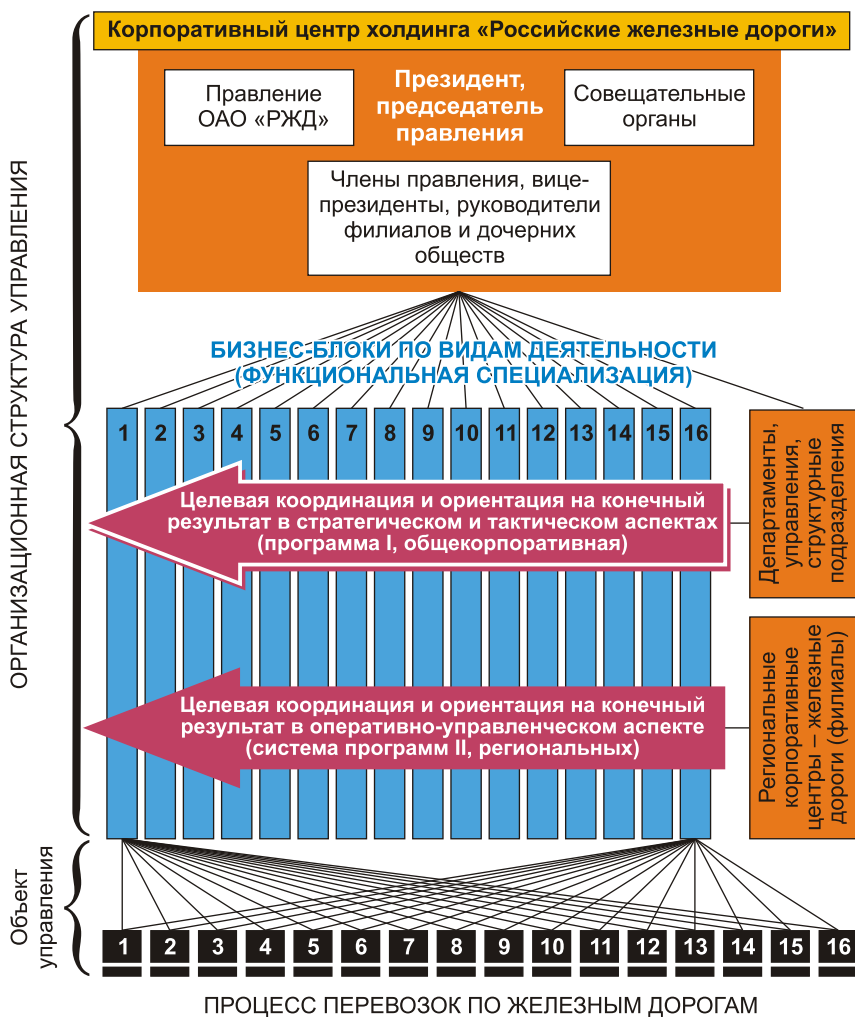 Корпоративный центр холдинга «Российские железные дороги»
Правление
ОАО «РЖД»
Президент,
председатель
правления
Совещательные
органы
Члены правления, вице-
президенты, руководители
филиалов и дочерних
обществ
ОРГАНИЗАЦИОННАЯ СТРУКТУРА УПРАВЛЕНИЯ
БИЗНЕС-БЛОКИ ПО ВИДАМ ДЕЯТЕЛЬНОСТИ
(ФУНКЦИОНАЛЬНАЯ СПЕЦИАЛИЗАЦИЯ)
1 2 3 4 5 6 7 8 9 10 11 12 13 14 15 16
Департаменты,
управления,
структурные
подразделения
Целевая координация и ориентация на конечный
результат в стратегическом и тактическом аспектах
(программа I, общекорпоративная)
Региональные
корпоративные
центры – железные
дороги (филиалы)
Целевая координация и ориентация на конечный
результат в оперативно-управленческом аспекте
(система программ II, региональных)
Объект
управления
1 2 3 4 5 6 7 8 9 10 11 12 13 14 15 16
ПРОЦЕСС ПЕРЕВОЗОК ПО ЖЕЛЕЗНЫМ ДОРОГАМ